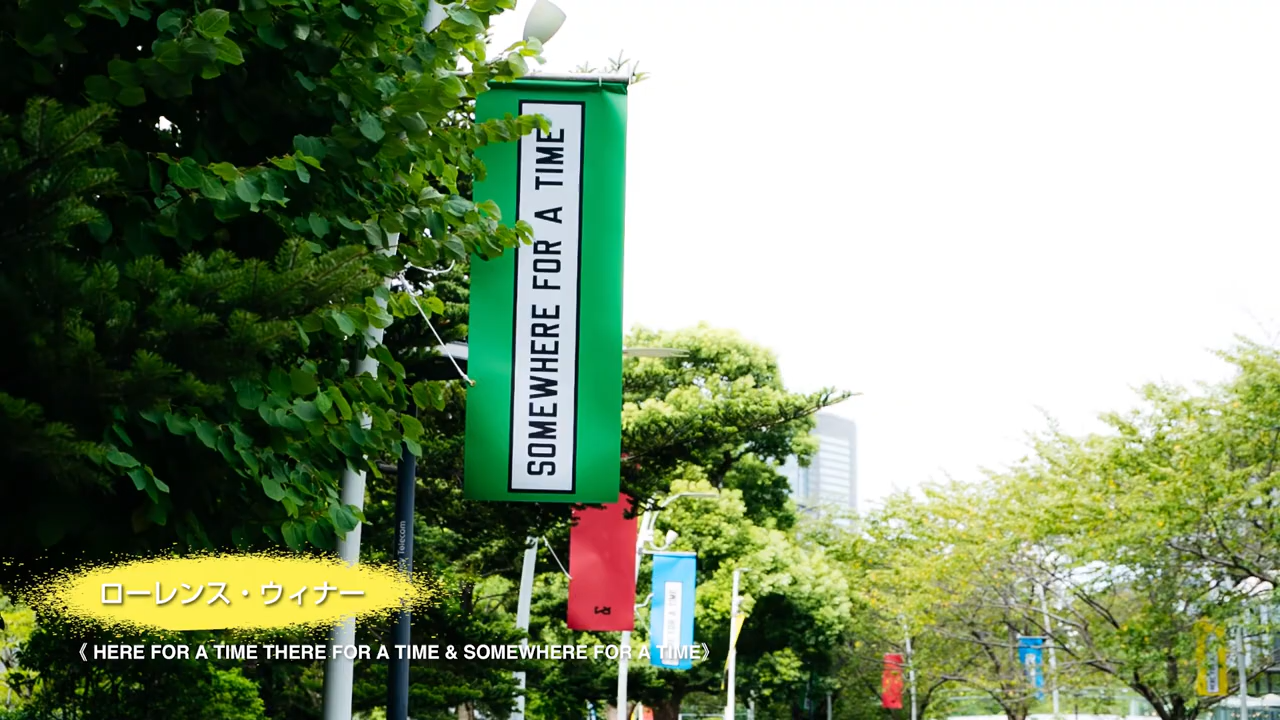 SOMEWHERE FOR A TIME
Telecom
ローレンス・ウィナー
《 HERE FOR A TIME THERE FOR A TIME & SOMEWHERE FOR A TIME》